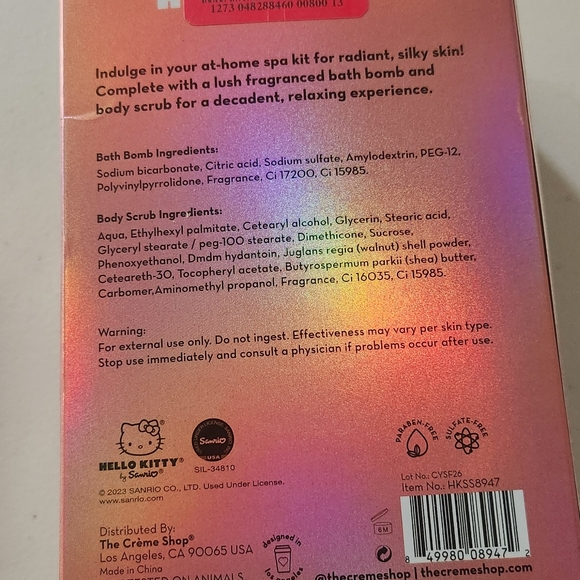 1273 048288460 00800 13
Indulge in your at-home spa kit for radiant, silky skin!
Complete with a lush fragranced bath bomb and
body scrub for a decadent, relaxing experience.
Bath Bomb Ingredients:
Sodium bicarbonate, Citric acid, Sodium sulfate, Amylodextrin, PEG-12,
Polyvinylpyrrolidone, Fragrance, Ci 17200, Ci 15985.
Body Scrub Ingredients:
Aqua, Ethylhexyl palmitate, Cetearyl alcohol, Glycerin, Stearic acid,
Glyceryl stearate / peg-100 stearate, Dimethicone, Sucrose,
Phenoxyethanol, Dmdm hydantoin, Juglans regia (walnut) shell powder,
Ceteareth-30, Tocopheryl acetate, Butyrospermum parkii (shea) butter,
Carbomer,Aminomethyl propanol, Fragrance, Ci 16035, Ci 15985.
Warning:
For external use only. Do not ingest. Effectiveness may vary per skin type.
Stop use immediately and consult a physician if problems occur after use.
HELLO KITTY®
by Sanrio®
Sanrio
USA
SIL-34810
© 2023 SANRIO CO., LTD. Used Under License.
www.sanrio.com
PARABEN-FREE
SULFATE-FREE
Lot No.: CYSF26
Item No.: HKSS8947
Distributed By:
The Crème Shop®
Los Angeles, CA 90065 USA
Made in China
TESTED ON ANIMALS
designed in
los angeles
6M
8 49980 08947 2
@thecremeshop | thecremeshop.com